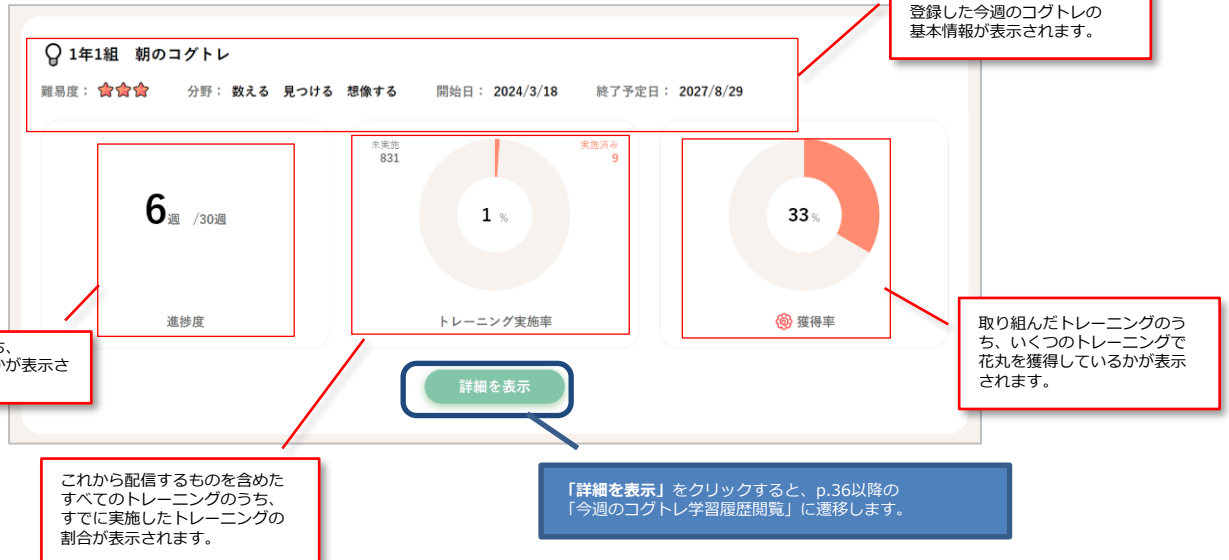 登録した今週のコグトレの
基本情報が表示されます。
1年1組 朝のコグトレ
難易度： 分野： 数える 見つける 想像する 開始日： 2024/3/18 終了予定日： 2027/8/29
未実施
831
実施済み
9
6週 /30週
1 %
33 %
進捗度
トレーニング実施率
獲得率
ち、
かが表示さ
取り組んだトレーニングのう
ち、いくつのトレーニングで
花丸を獲得しているかが表示
されます。
詳細を表示
これから配信するものを含めた
すべてのトレーニングのうち、
すでに実施したトレーニングの
割合が表示されます。
「詳細を表示」をクリックすると、p.36以降の
「今週のコグトレ学習履歴閲覧」に遷移します。